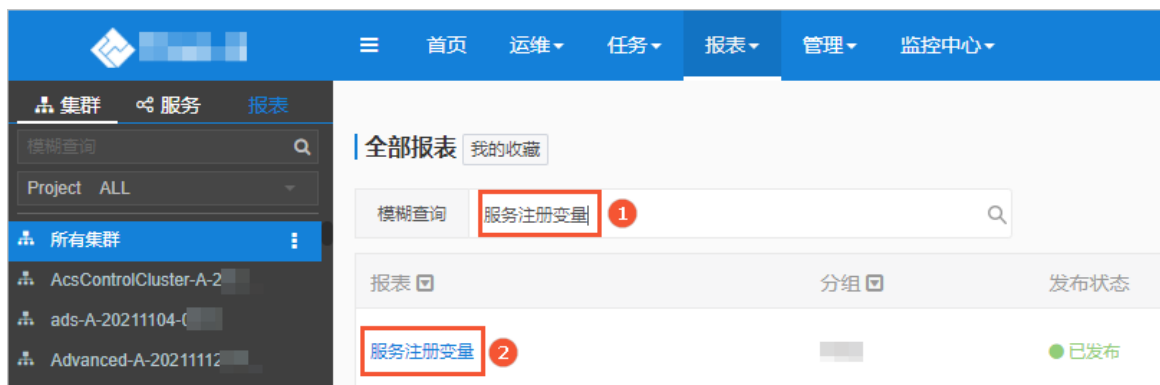 首页 运维 任务 报表 管理 监控中心
集群 服务 报表
模糊查询
Project ALL
所有集群
AcsControlCluster-A-2
ads-A-20211104-
Advanced-A-20211112
全部报表 我的收藏
模糊查询 服务注册变量 1
报表 分组 发布状态
服务注册变量 2 已发布